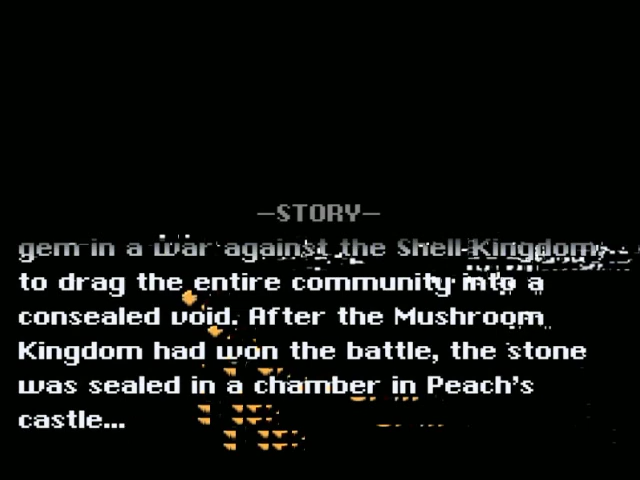 —STORY—
gem in a war against the Shell Kingdom,
to drag the entire community into a
consealed void. After the Mushroom
Kingdom had won the battle, the stone
was sealed in a chamber in Peach's
castle...